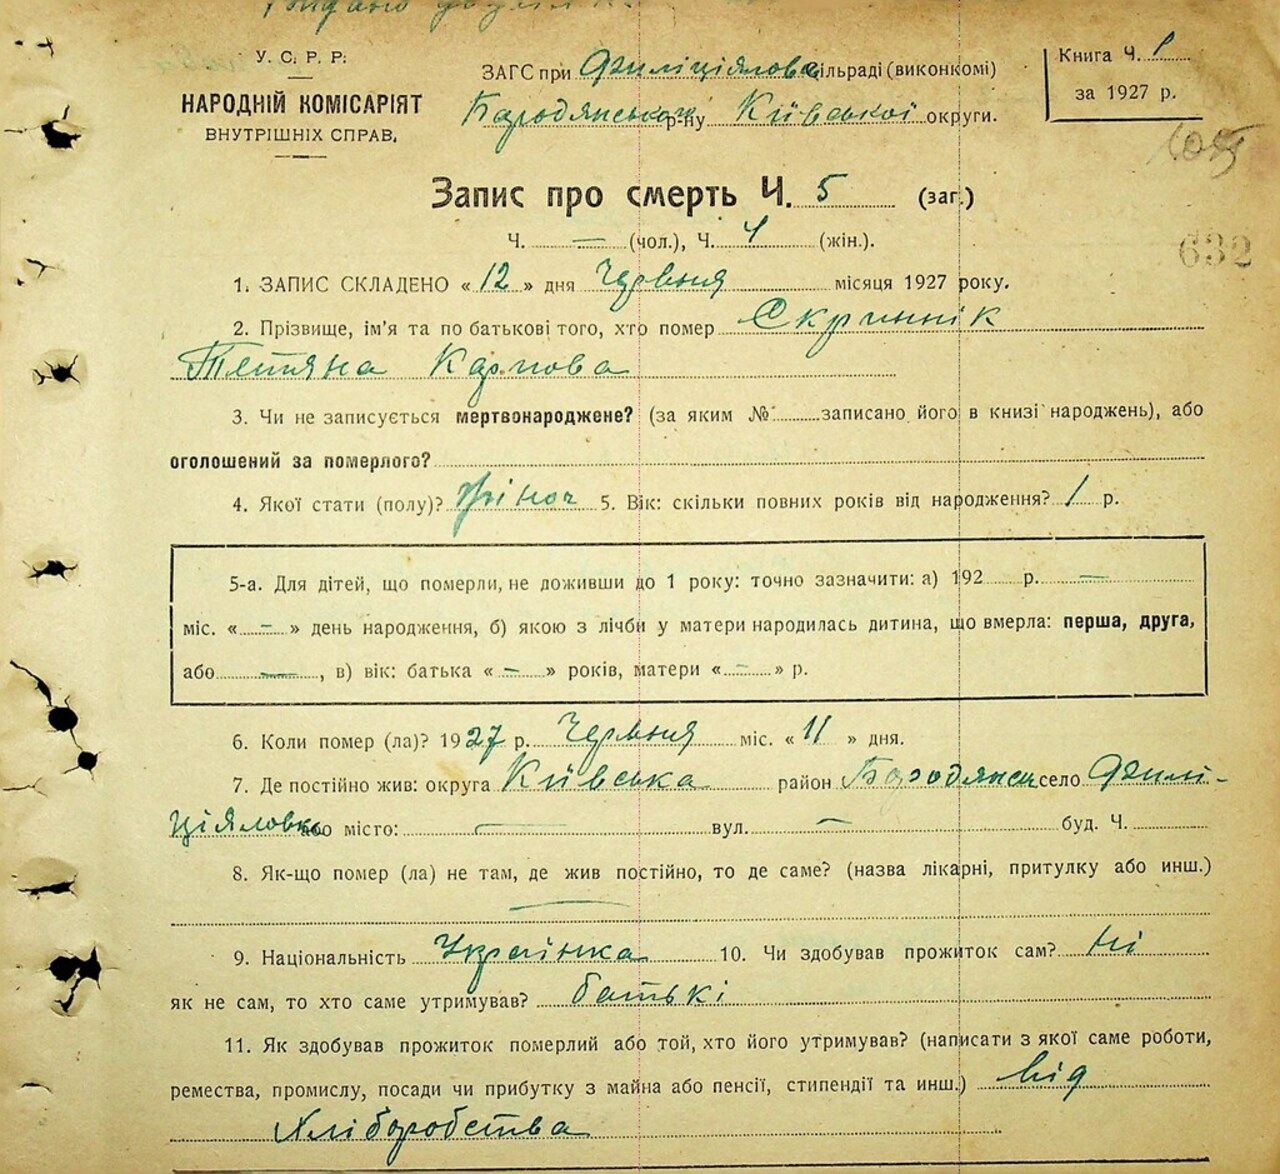 У. С. Р. Р.
НАРОДНІЙ КОМІСАРІЯТ
ВНУТРІШНІХ СПРАВ.
ЗАГС при Филіціялов сільраді (виконкомі)
Бародянськ р-ну Київської округи.
Книга Ч. 1
за 1927 р.
632
Запис про смерть Ч. 5 (заг.)
Ч. — (чол.), Ч. 4 (жін.).
1. ЗАПИС СКЛАДЕНО « 12 » дня Червня місяця 1927 року.
2. Прізвище, ім'я та по батькові того, хто помер Скриннік
Тетяна Карпова
3. Чи не записується мертвонароджене? (за яким № записано його в книзі народжень), або
оголошений за померлого?
4. Якої стати (полу)? жіноч 5. Вік: скільки повних років від народження? 1 р.
5-а. Для дітей, що померли, не доживши до 1 року: точно зазначити: а) 192 р. —
міс. « – » день народження, б) якою з лічби у матери народилась дитина, що вмерла: перша, друга,
або —, в) вік: батька « – » років, матери « – » р.
6. Коли помер (ла)? 1927 р. Червня міс. « 11 » дня.
7. Де постійно жив: округа Київська район Бародянськ село Филі-
ціяловка або місто: — вул. — буд. Ч.
8. Як-що помер (ла) не там, де жив постійно, то де саме? (назва лікарні, притулку або инш.)
—
9. Національність Українка 10. Чи здобував прожиток сам? Ні
як не сам, то хто саме утримував? батькі
11. Як здобував прожиток померлий або той, хто його утримував? (написати з якої саме роботи,
ремества, промислу, посади чи прибутку з майна або пенсії, стипендії та инш.) від
Хліборобства